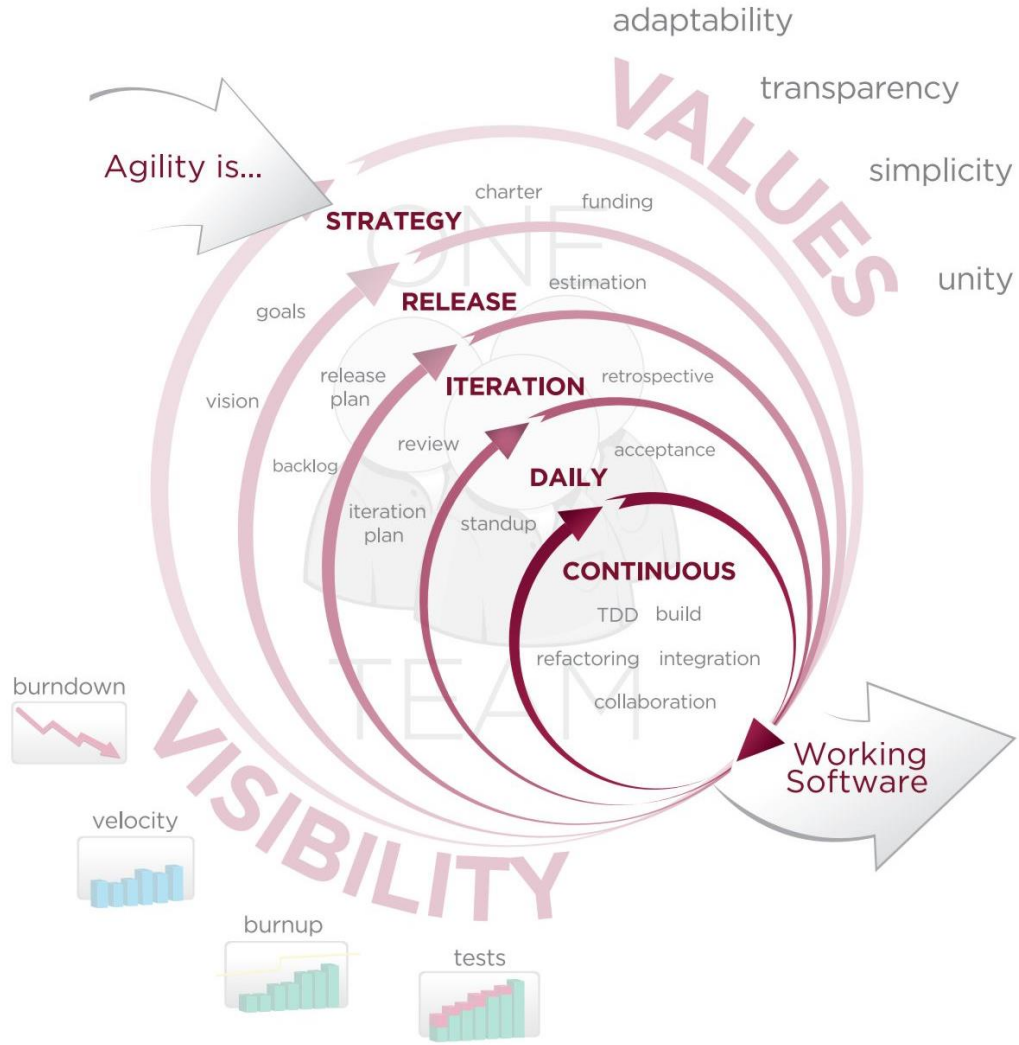 adaptability
transparency
simplicity
unity
VALUES
Agility is...
STRATEGY
charter
funding
goals
vision
RELEASE
estimation
release
plan
backlog
ITERATION
retrospective
review
iteration
plan
DAILY
acceptance
standup
CONTINUOUS
TDD build
refactoring integration
collaboration
ONE
TEAM
Working
Software
VISIBILITY
burndown
velocity
burnup
tests